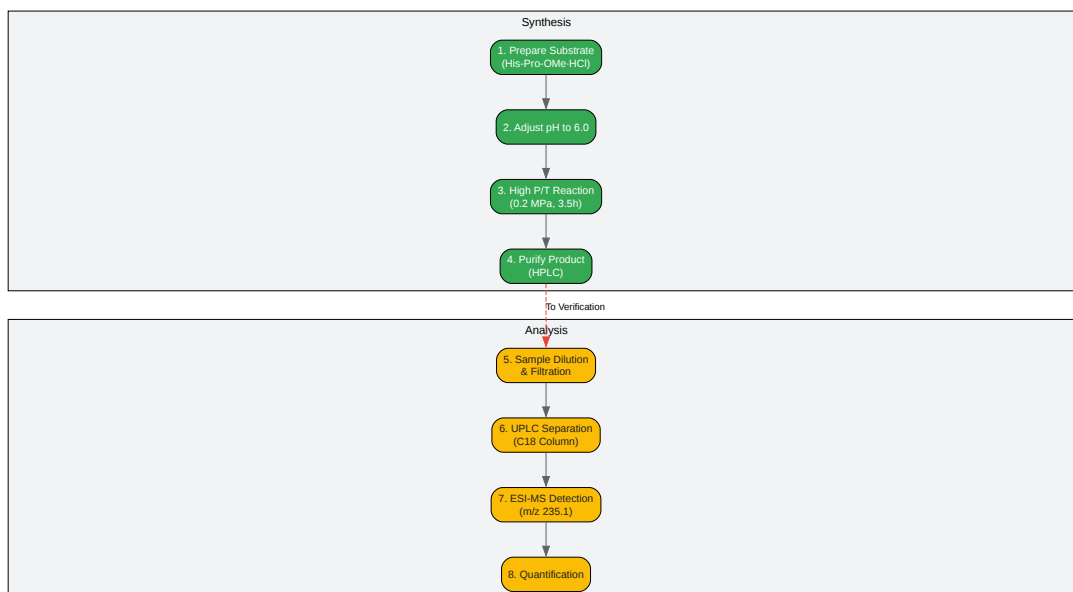 Synthesis
1. Prepare Substrate
(His-Pro-OMe·HCl)
2. Adjust pH to 6.0
3. High P/T Reaction
(0.2 MPa, 3.5h)
4. Purify Product
(HPLC)
To Verification
Analysis
5. Sample Dilution
& Filtration
6. UPLC Separation
(C18 Column)
7. ESI-MS Detection
(m/z 235.1)
8. Quantification